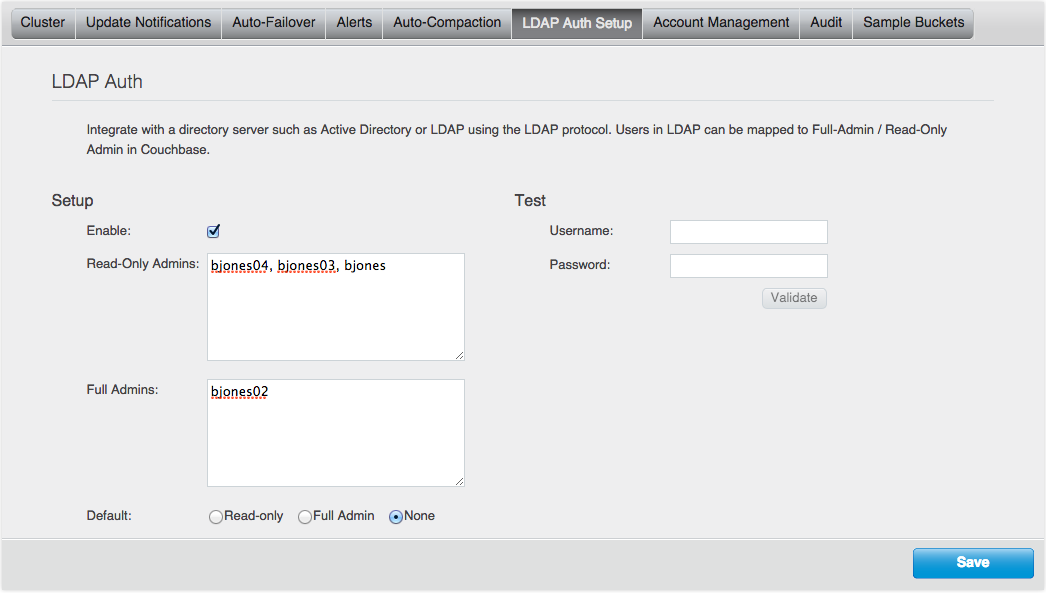 Cluster Update Notifications Auto-Failover Alerts Auto-Compaction LDAP Auth Setup Account Management Audit Sample Buckets
LDAP Auth
Integrate with a directory server such as Active Directory or LDAP using the LDAP protocol. Users in LDAP can be mapped to Full-Admin / Read-Only
Admin in Couchbase.
Setup
Enable:
Read-Only Admins: bjones04, bjones03, bjones
Full Admins: bjones02
Default: Read-only Full Admin None
Test
Username:
Password:
Validate
Save